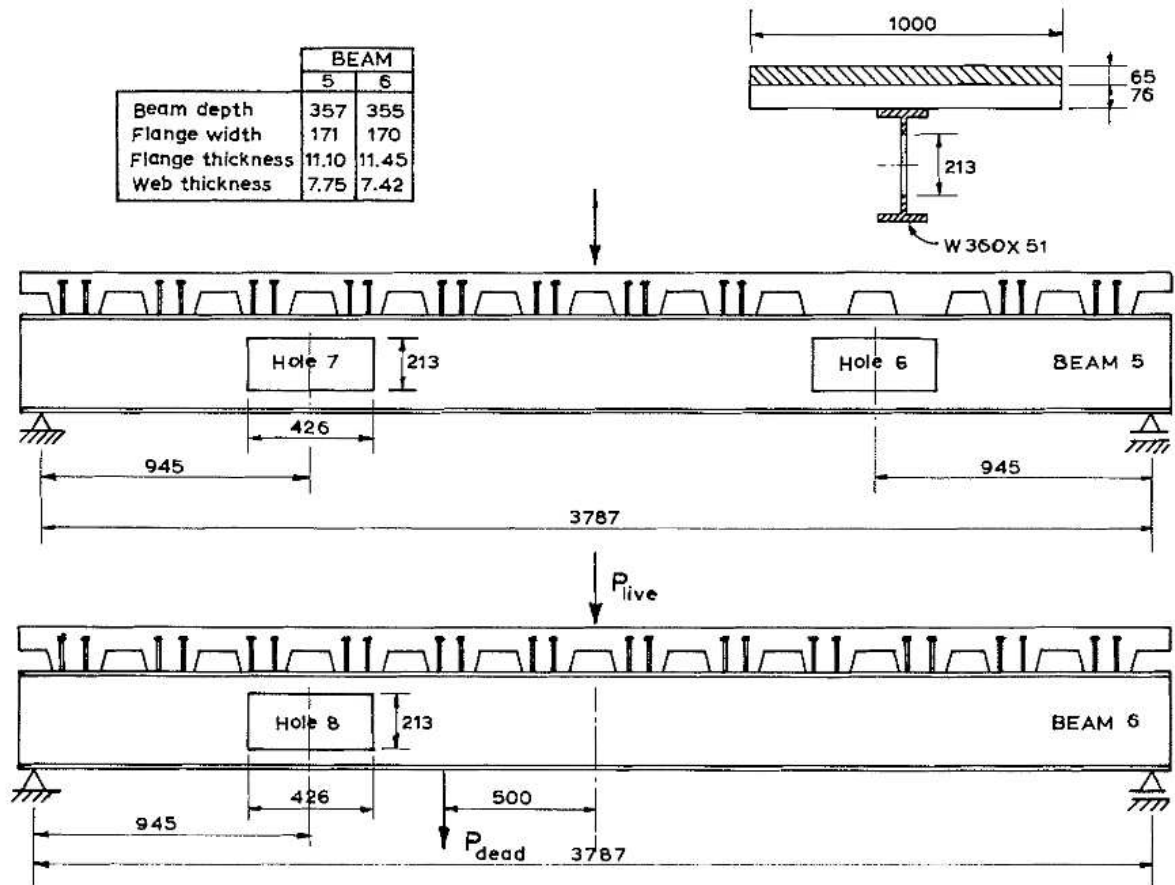 BEAM
5 6
Beam depth 357 355
Flange width 171 170
Flange thickness 11.10 11.45
Web thickness 7.75 7.42
1000
65
76
213
W 360X 51
Hole 7
213
Hole 6
BEAM 5
426
945
945
3787
Plive
Hole 8
213
BEAM 6
426
500
945
Pdead
3787